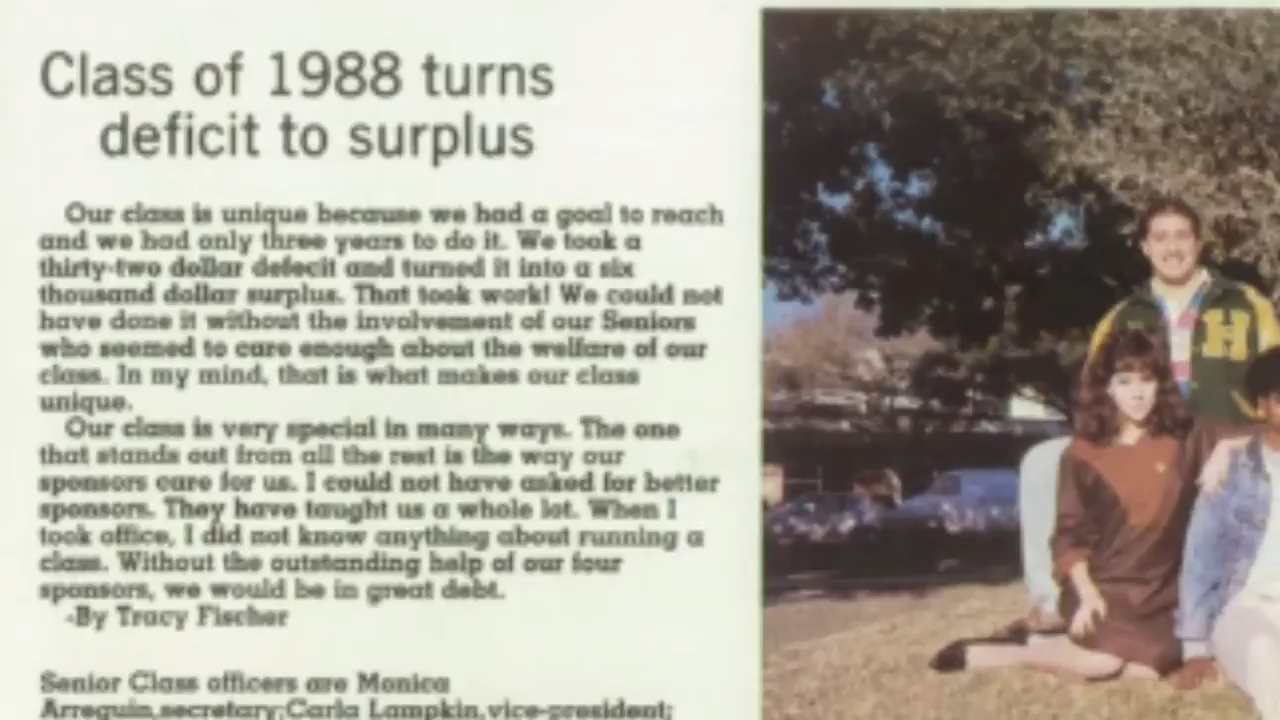 Class of 1988 turns
deficit to surplus
Our class is unique because we had a goal to reach
and we had only three years to do it. We took a
thirty-two dollar defecit and turned it into a six
thousand dollar surplus. That took work! We could not
have done it without the involvement of our Seniors
who seemed to care enough about the welfare of our
class. In my mind, that is what makes our class
unique.
Our class is very special in many ways. The one
that stands out from all the rest is the way our
sponsors care for us. I could not have asked for better
sponsors. They have taught us a whole lot. When I
took office, I did not know anything about running a
class. Without the outstanding help of our four
sponsors, we would be in great debt.
-By Tracy Fischer
Senior Class officers are Monica
Arreguin,secretary;Carla Lampkin,vice-president;
H